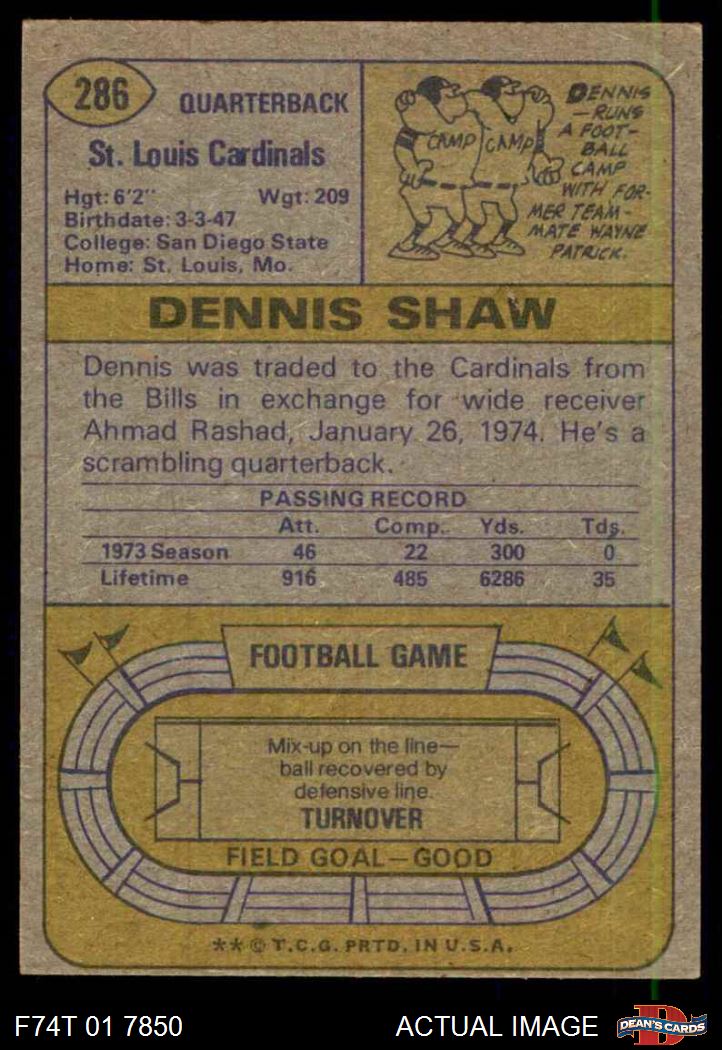 286
QUARTERBACK
St. Louis Cardinals
Hgt: 6'2" Wgt: 209
Birthdate: 3-3-47
College: San Diego State
Home: St. Louis, Mo.
CAMP CAMP
DENNIS
—RUNS
A FOOT-
BALL
CAMP
WITH FOR-
MER TEAM-
MATE WAYNE
PATRICK.
DENNIS SHAW
Dennis was traded to the Cardinals from
the Bills in exchange for wide receiver
Ahmad Rashad, January 26, 1974. He's a
scrambling quarterback.
PASSING RECORD
Att. Comp. Yds. Tds.
1973 Season 46 22 300 0
Lifetime 916 485 6286 35
FOOTBALL GAME
Mix-up on the line—
ball recovered by
defensive line.
TURNOVER
FIELD GOAL—GOOD
** © T.C.G. PRTD. IN U.S.A.
F74T 01 7850 ACTUAL IMAGE
D
DEAN'S CARDS